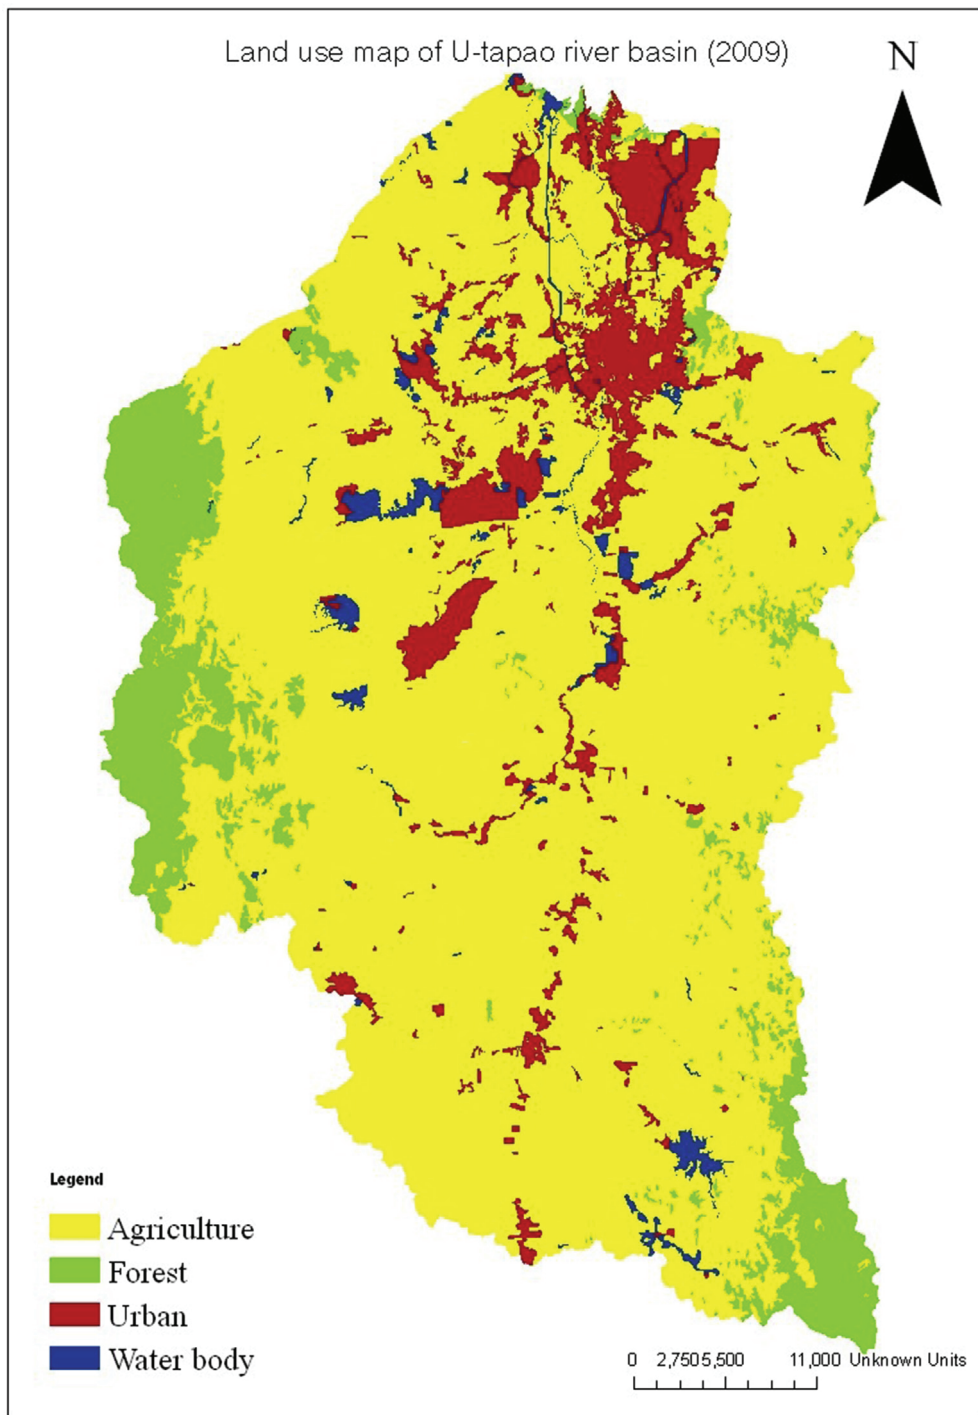 Land use map of U-tapao river basin (2009)
N
Legend
Agriculture
Forest
Urban
Water body
0 2,7505,500 11,000 Unknown Units